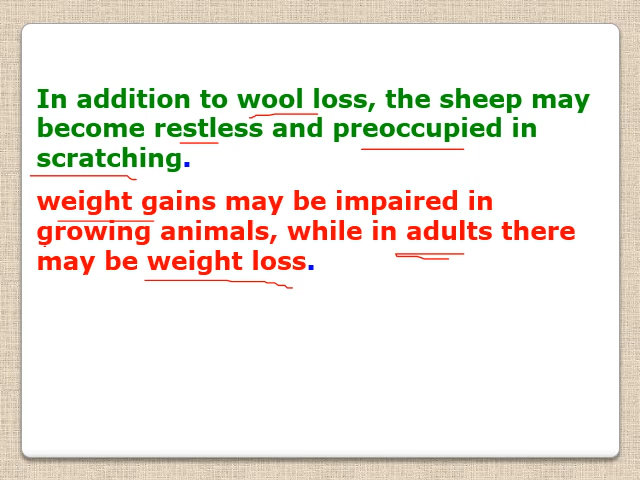 In addition to wool loss, the sheep may
become restless and preoccupied in
scratching.
weight gains may be impaired in
growing animals, while in adults there
may be weight loss.